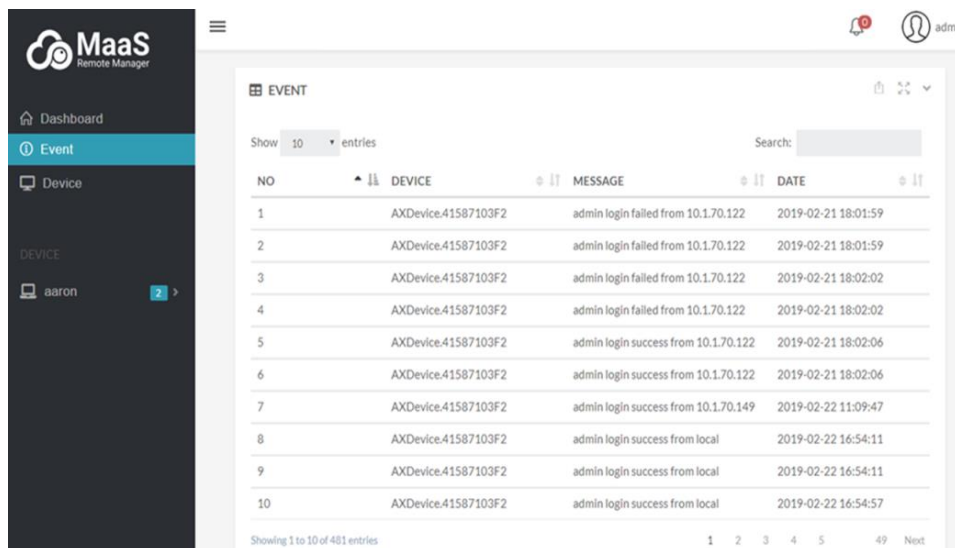 MaaS
Remote Manager
0
adm
Dashboard
Event
Device
DEVICE
aaron 2
EVENT
Show 10 entries Search:
NO DEVICE MESSAGE DATE
1 AXDevice.41587103F2 admin login failed from 10.1.70.122 2019-02-21 18:01:59
2 AXDevice.41587103F2 admin login failed from 10.1.70.122 2019-02-21 18:01:59
3 AXDevice.41587103F2 admin login failed from 10.1.70.122 2019-02-21 18:02:02
4 AXDevice.41587103F2 admin login failed from 10.1.70.122 2019-02-21 18:02:02
5 AXDevice.41587103F2 admin login success from 10.1.70.122 2019-02-21 18:02:06
6 AXDevice.41587103F2 admin login success from 10.1.70.122 2019-02-21 18:02:06
7 AXDevice.41587103F2 admin login success from 10.1.70.149 2019-02-22 11:09:47
8 AXDevice.41587103F2 admin login success from local 2019-02-22 16:54:11
9 AXDevice.41587103F2 admin login success from local 2019-02-22 16:54:11
10 AXDevice.41587103F2 admin login success from local 2019-02-22 16:54:57
Showing 1 to 10 of 481 entries 1 2 3 4 5 49 Next